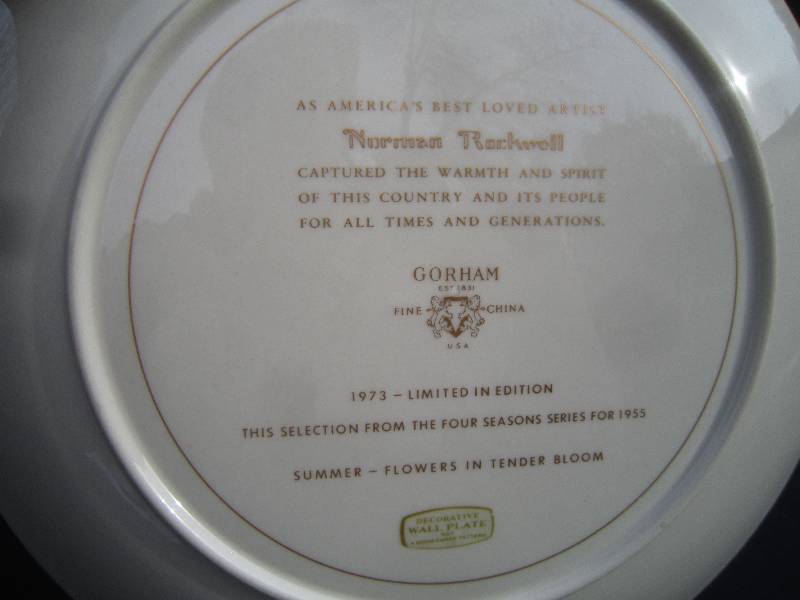 AS AMERICA'S BEST LOVED ARTIST
Norman Rockwell
CAPTURED THE WARMTH AND SPIRIT
OF THIS COUNTRY AND ITS PEOPLE
FOR ALL TIMES AND GENERATIONS.
GORHAM
EST 1831
FINE CHINA
USA
1973 – LIMITED IN EDITION
THIS SELECTION FROM THE FOUR SEASONS SERIES FOR 1955
SUMMER – FLOWERS IN TENDER BLOOM
DECORATIVE
WALL PLATE
NOT